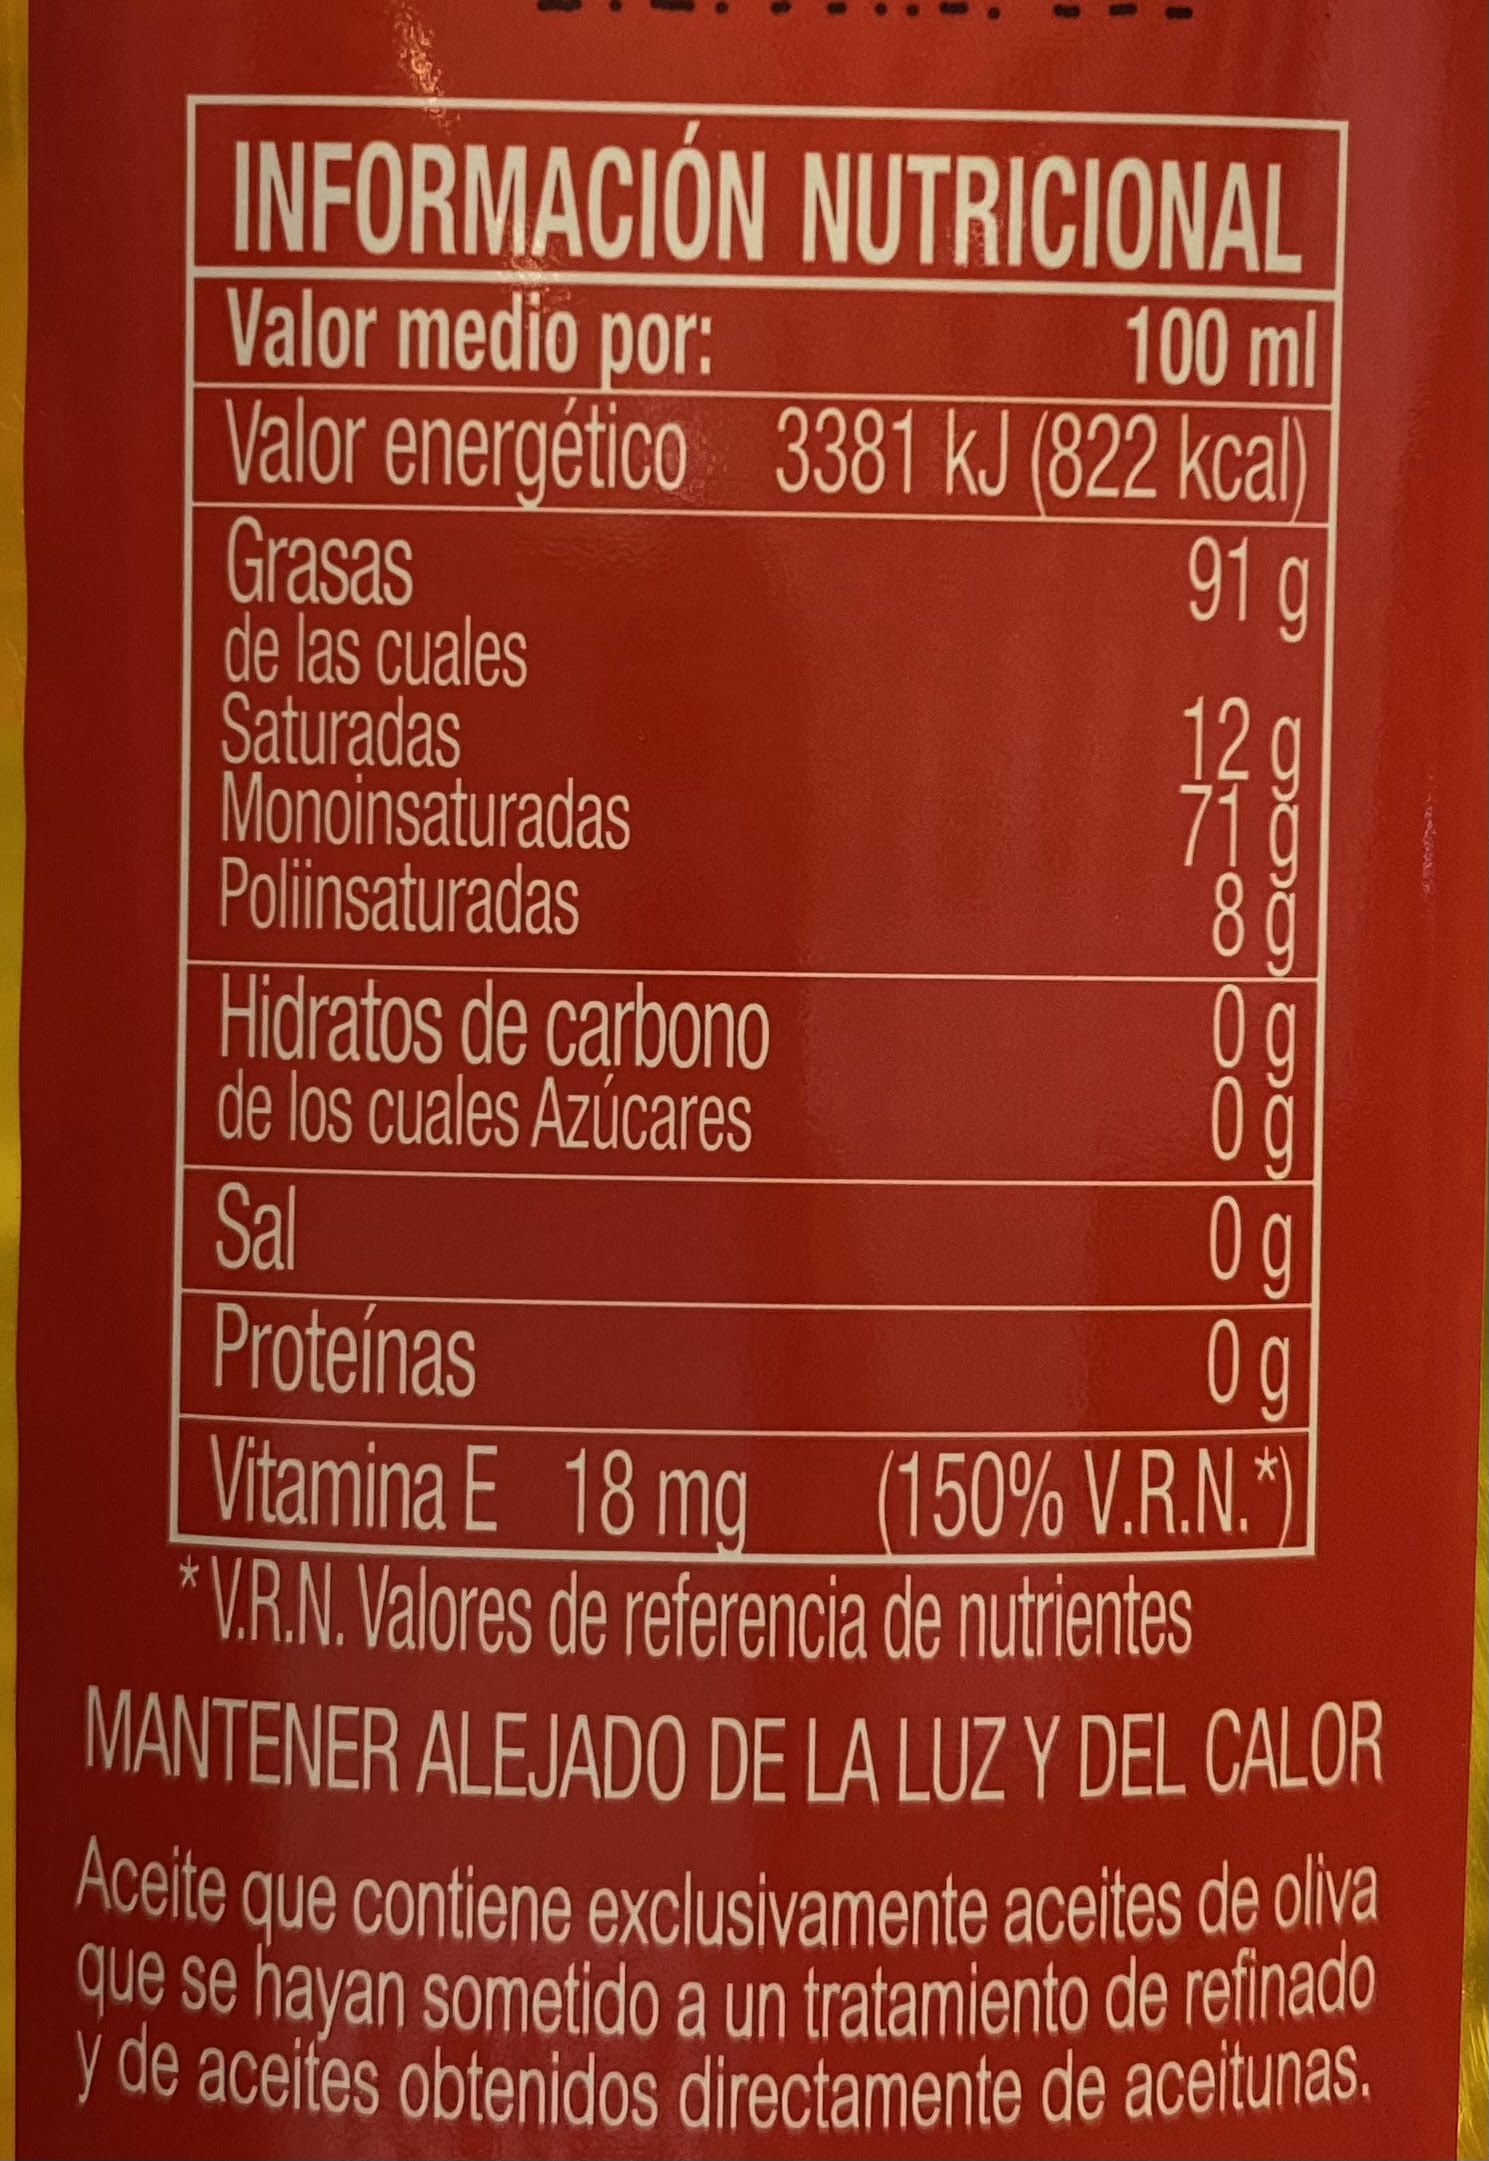 INFORMACIÓN NUTRICIONAL
Valor medio por: 100 ml
Valor energético 3381 kJ (822 kcal)
Grasas 91 g
de las cuales
Saturadas 12 g
Monoinsaturadas 71 g
Poliinsaturadas 8 g
Hidratos de carbono 0 g
de los cuales Azúcares 0 g
Sal 0 g
Proteínas 0 g
Vitamina E 18 mg (150% V.R.N.*)
* V.R.N. Valores de referencia de nutrientes
MANTENER ALEJADO DE LA LUZ Y DEL CALOR
Aceite que contiene exclusivamente aceites de oliva
que se hayan sometido a un tratamiento de refinado
y de aceites obtenidos directamente de aceitunas.